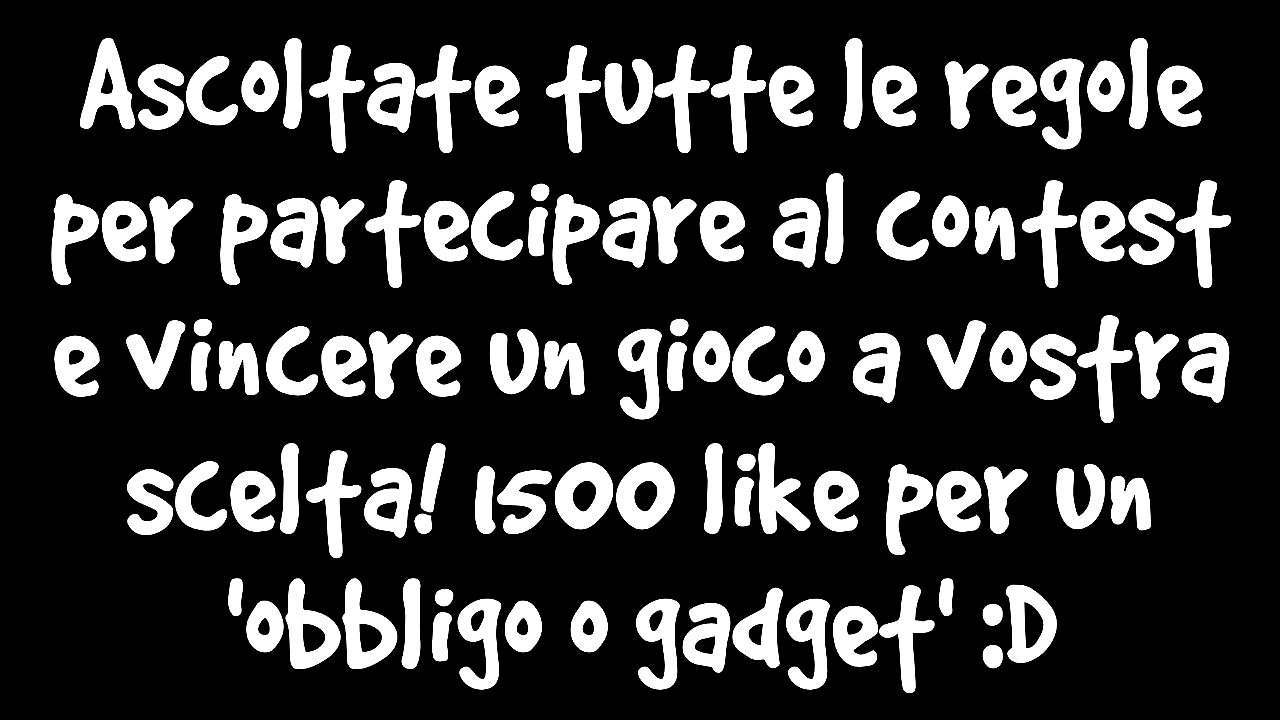 Ascoltate tutte le regole
per partecipare al contest
e vincere un gioco a vostra
scelta! 1500 like per un
'obbligo o gadget' :D